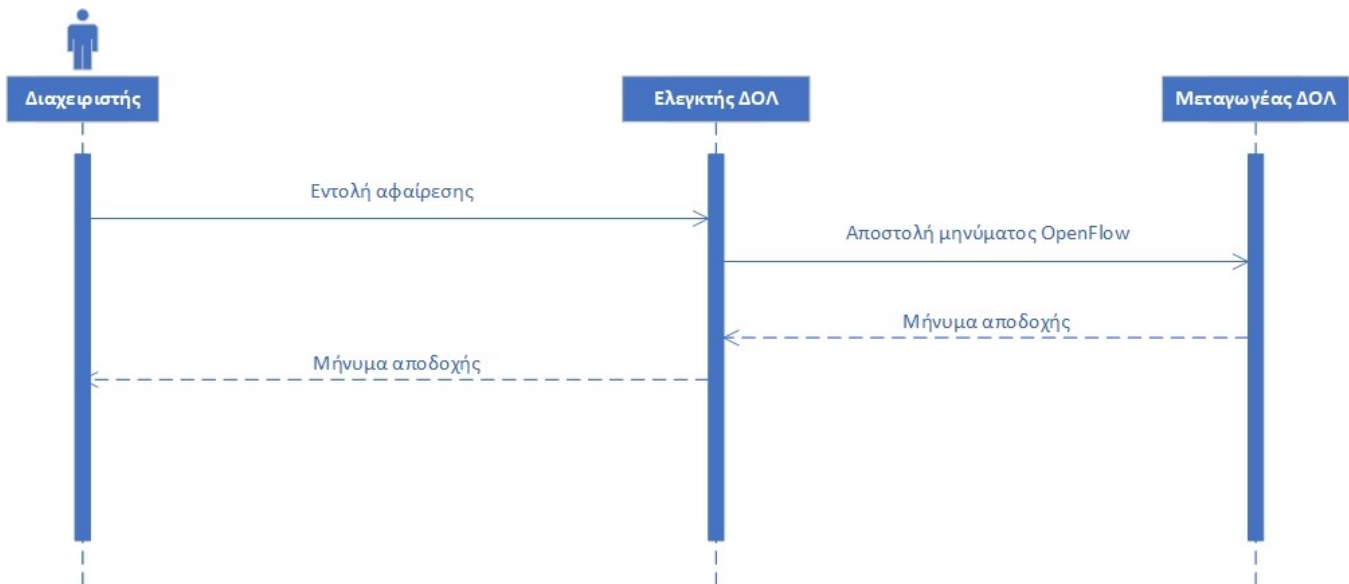 Διαχειριστής
Ελεγκτής ΔΟΛ
Μεταγωγέας ΔΟΛ
Εντολή αφαίρεσης
Αποστολή μηνύματος OpenFlow
Μήνυμα αποδοχής
Μήνυμα αποδοχής